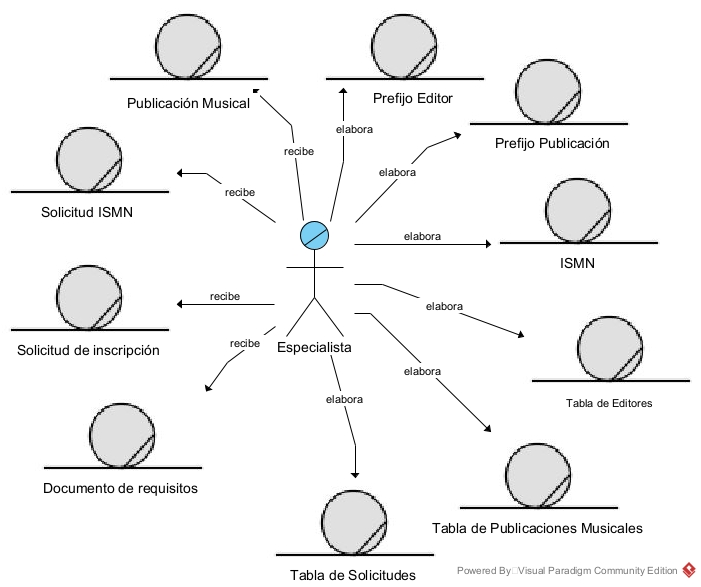 Publicación Musical
Prefijo Editor
Prefijo Publicación
elabora
recibe
elabora
recibe
Solicitud ISMN
elabora
ISMN
recibe
elabora
Solicitud de inscripción
recibe
Especialista
elabora
elabora
Tabla de Editores
Documento de requisitos
Tabla de Publicaciones Musicales
Tabla de Solicitudes
Powered By Visual Paradigm Community Edition